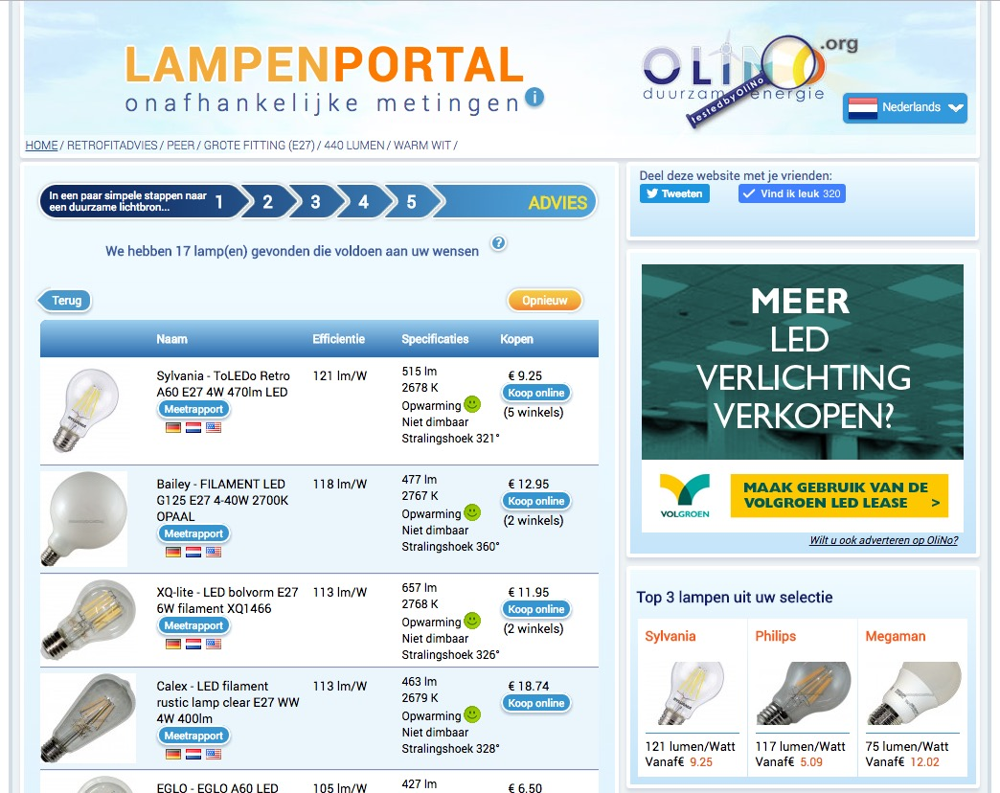 LAMPENPORTAL
onafhankelijke metingen
i
OLiNO .org
duurzame energie
testedbyOliNo
Nederlands
HOME / RETROFITADVIES / PEER / GROTE FITTING (E27) / 440 LUMEN / WARM WIT /
In een paar simpele stappen naar
een duurzame lichtbron...
1 2 3 4 5 ADVIES
We hebben 17 lamp(en) gevonden die voldoen aan uw wensen ?
Terug
Opnieuw
Naam Efficientie Specificaties Kopen
Sylvania - ToLEDo Retro
A60 E27 4W 470lm LED
Meetrapport
121 lm/W
515 lm
2678 K
Opwarming
Niet dimbaar
Stralingshoek 321°
€ 9.25
Koop online
(5 winkels)
Bailey - FILAMENT LED
G125 E27 4-40W 2700K
OPAAL
Meetrapport
118 lm/W
477 lm
2767 K
Opwarming
Niet dimbaar
Stralingshoek 360°
€ 12.95
Koop online
(2 winkels)
XQ-lite - LED bolvorm E27
6W filament XQ1466
Meetrapport
113 lm/W
657 lm
2768 K
Opwarming
Niet dimbaar
Stralingshoek 326°
€ 11.95
Koop online
(2 winkels)
Calex - LED filament
rustic lamp clear E27 WW
4W 400lm
Meetrapport
113 lm/W
463 lm
2679 K
Opwarming
Niet dimbaar
Stralingshoek 328°
€ 18.74
Koop online
EGLO - EGLO A60 LED
105 lm/W
427 lm
€ 6.50
Deel deze website met je vrienden:
Tweeten
Vind ik leuk 320
MEER
LED
VERLICHTING
VERKOPEN?
VOLGROEN
MAAK GEBRUIK VAN DE
VOLGROEN LED LEASE >
Wilt u ook adverteren op OliNo?
Top 3 lampen uit uw selectie
Sylvania
SYLVANIA
121 lumen/Watt
Vanaf€ 9.25
Philips
117 lumen/Watt
Vanaf€ 5.09
Megaman
75 lumen/Watt
Vanaf€ 12.02